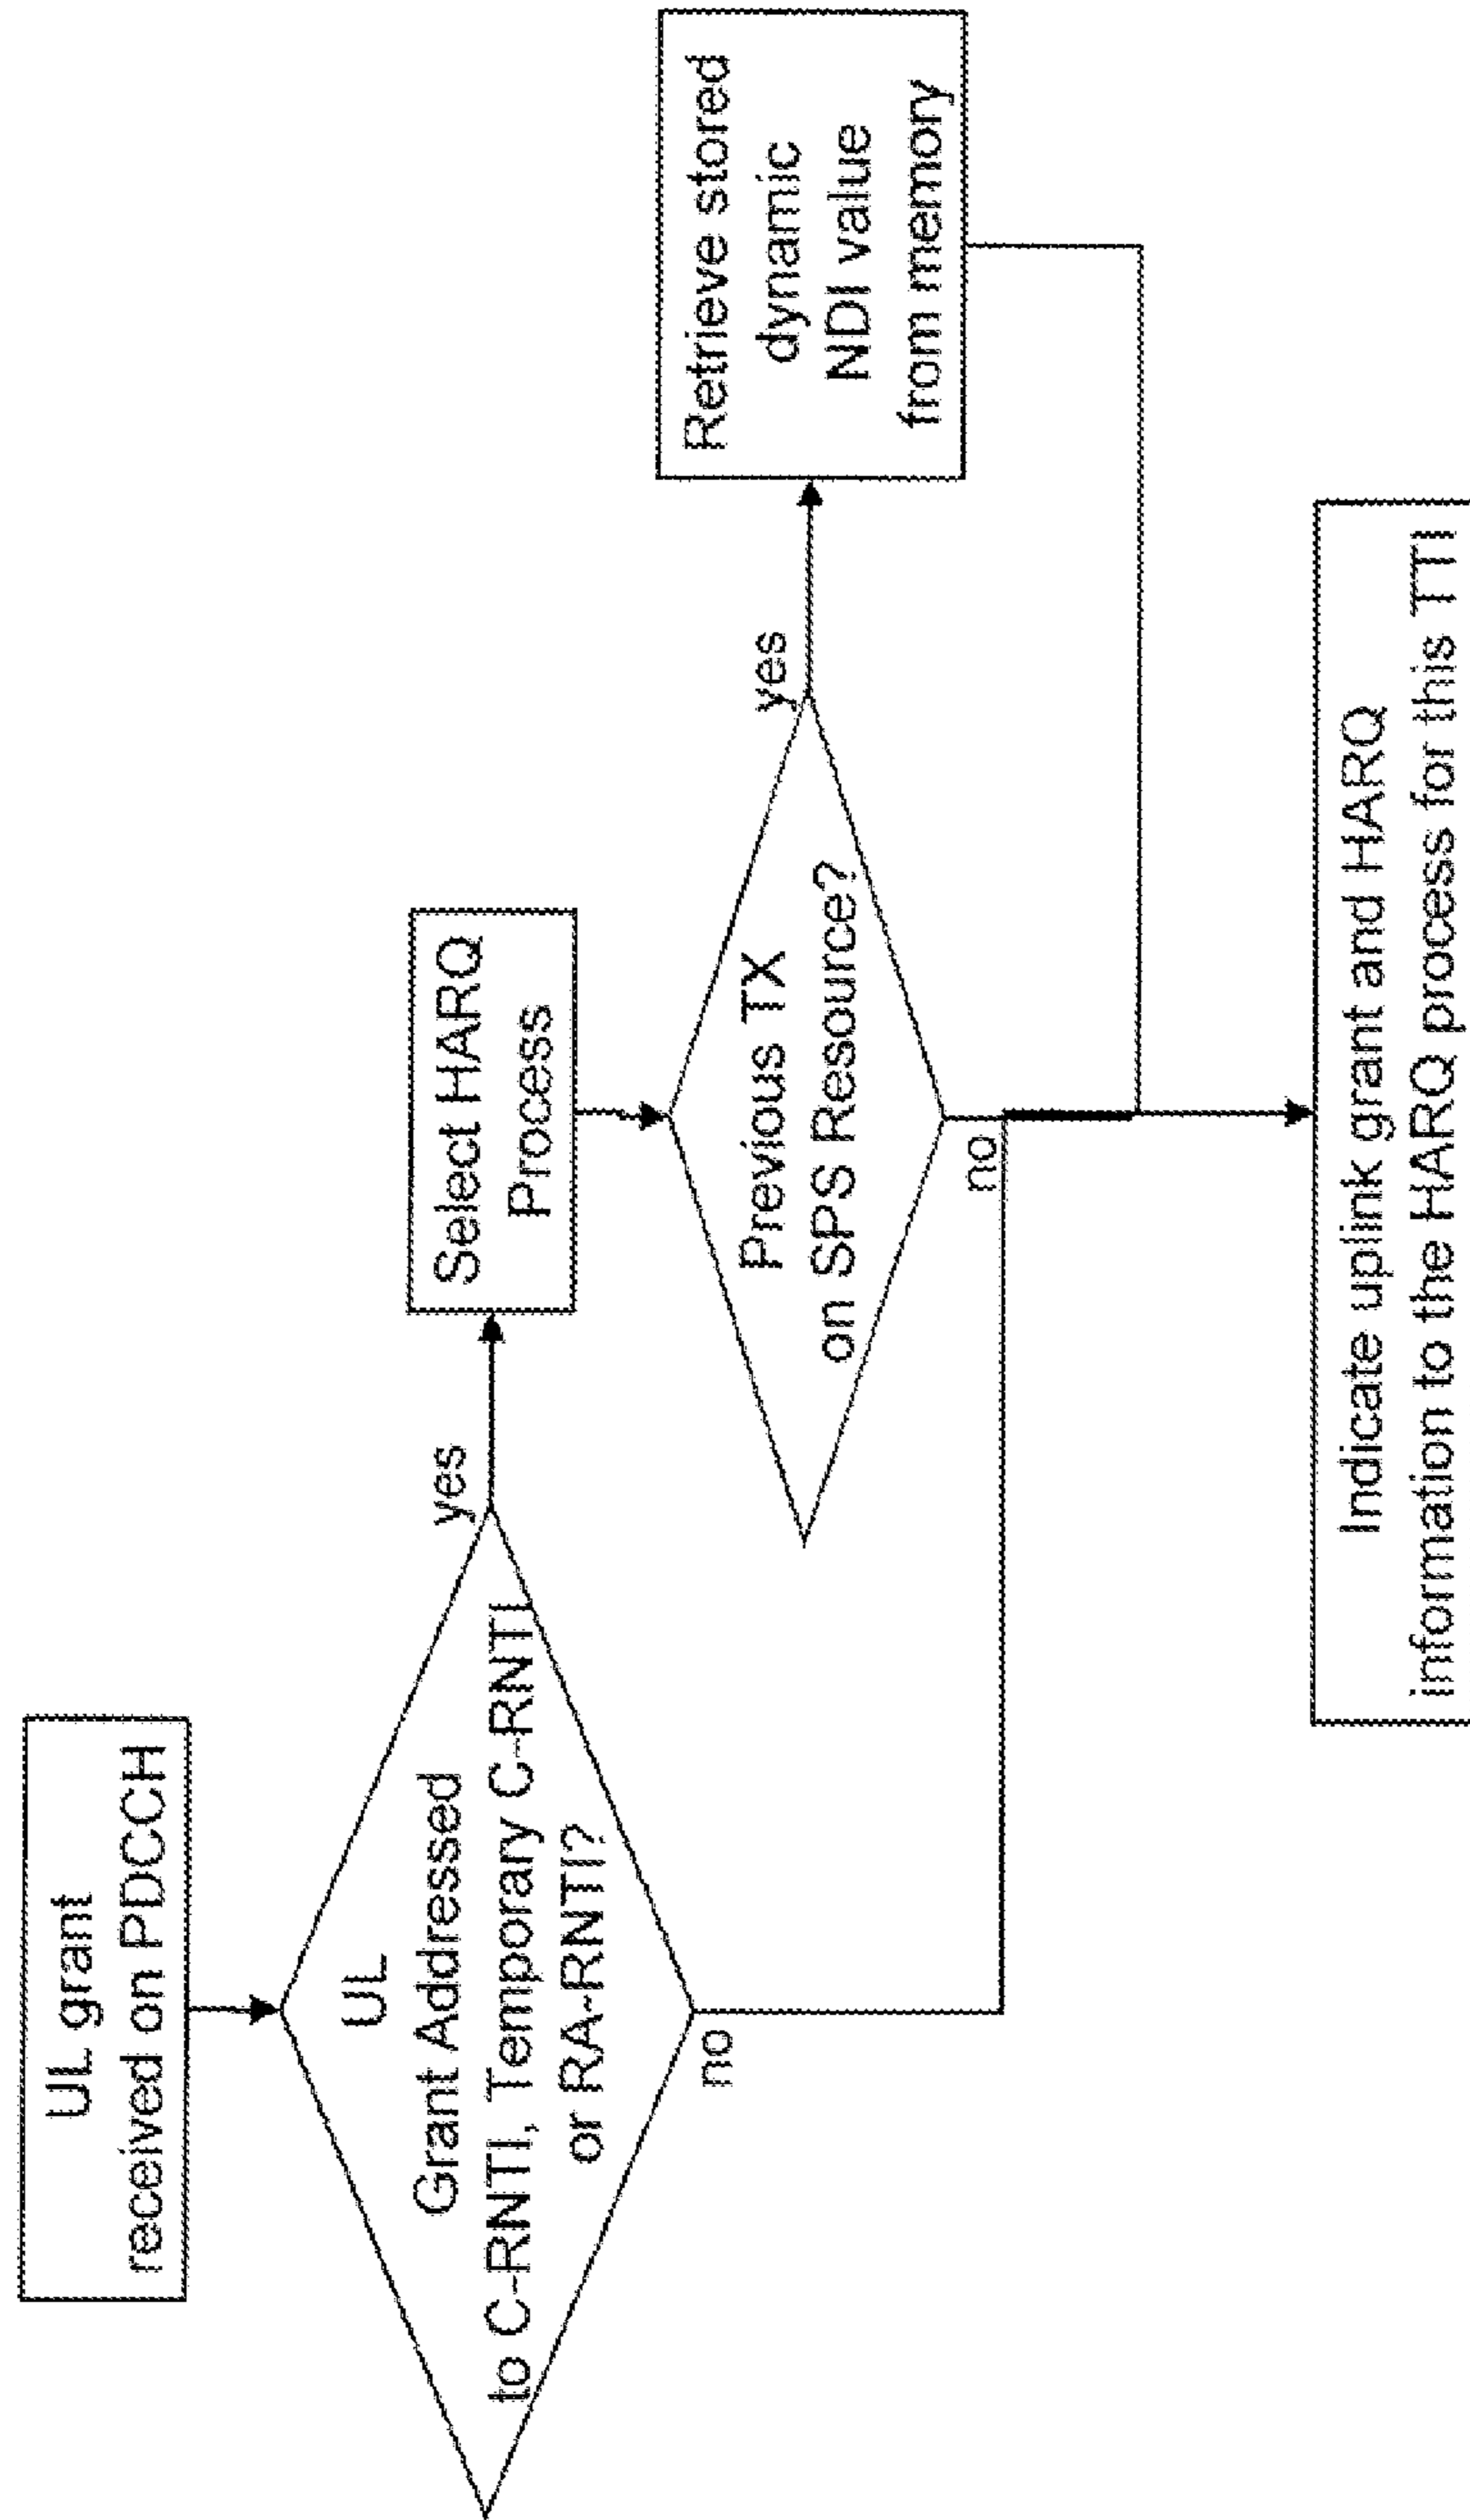 UL grant
received on PDCCH
UL
Grant Addressed
to C-RNTI, Temporary C-RNTI
or RA-RNTI?
yes
no
Select HARQ
Process
Previous TX
on SPS Resource?
yes
no
Retrieve stored
dynamic
NDI value
from memory
Indicate uplink grant and HARQ
information to the HARQ process for this TTI